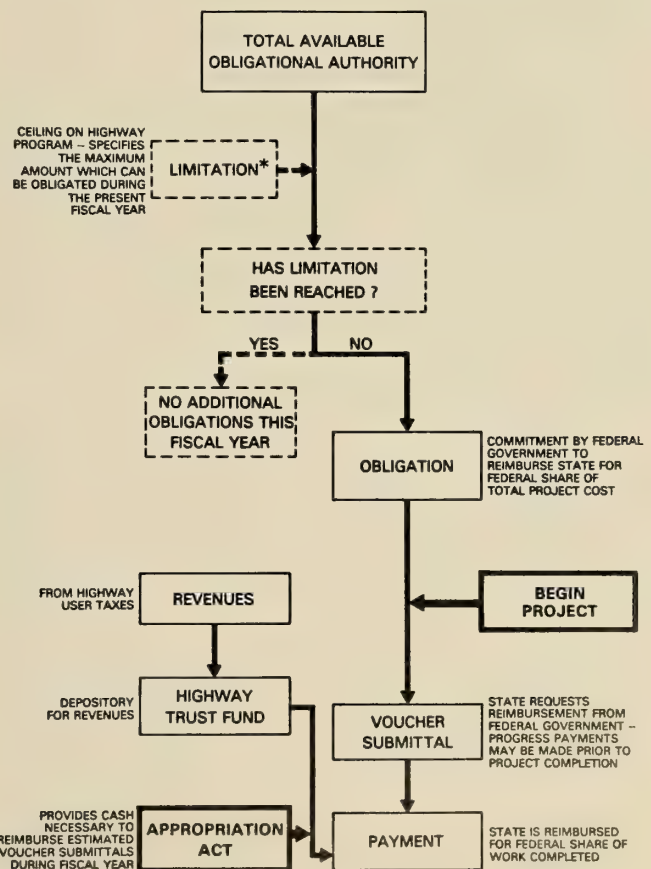 TOTAL AVAILABLE
OBLIGATIONAL AUTHORITY
CEILING ON HIGHWAY
PROGRAM – SPECIFIES
THE MAXIMUM
AMOUNT WHICH CAN
BE OBLIGATED DURING
THE PRESENT
FISCAL YEAR
LIMITATION*
HAS LIMITATION
BEEN REACHED ?
YES
NO
NO ADDITIONAL
OBLIGATIONS THIS
FISCAL YEAR
OBLIGATION
COMMITMENT BY FEDERAL
GOVERNMENT TO
REIMBURSE STATE FOR
FEDERAL SHARE OF
TOTAL PROJECT COST
FROM HIGHWAY
USER TAXES
REVENUES
BEGIN
PROJECT
DEPOSITORY
FOR REVENUES
HIGHWAY
TRUST FUND
VOUCHER
SUBMITTAL
STATE REQUESTS
REIMBURSEMENT FROM
FEDERAL GOVERNMENT –
PROGRESS PAYMENTS
MAY BE MADE PRIOR TO
PROJECT COMPLETION
PROVIDES CASH
NECESSARY TO
REIMBURSE ESTIMATED
VOUCHER SUBMITTALS
DURING FISCAL YEAR
APPROPRIATION
ACT
PAYMENT
STATE IS REIMBURSED
FOR FEDERAL SHARE OF
WORK COMPLETED